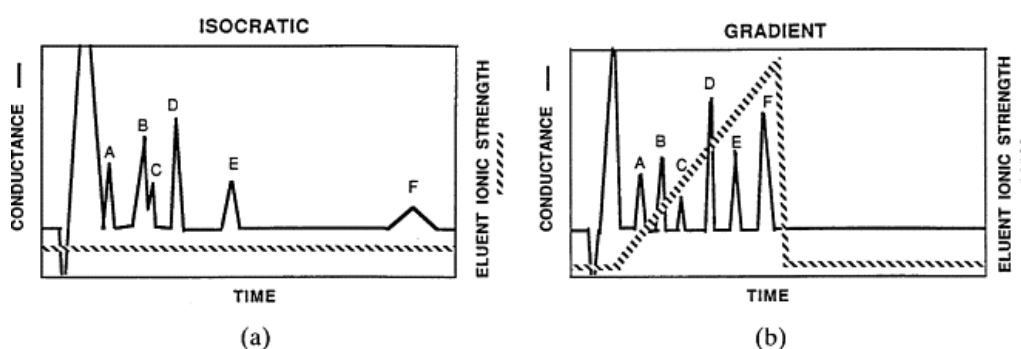 ISOCRATIC
CONDUCTANCE —
A
B
C
D
E
F
ELUENT IONIC STRENGTH
TIME
(a)
GRADIENT
CONDUCTANCE —
A
B
C
D
E
F
ELUENT IONIC STRENGTH
TIME
(b)